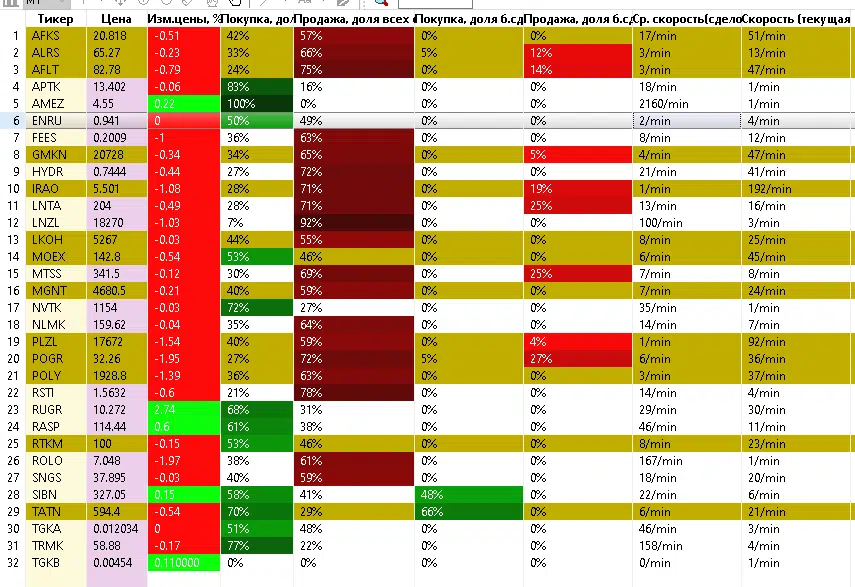 M1
Тикер Цена Изм.цены, % Покупка, дол Продажа, доля всех Покупка, доля б.сд Продажа, доля б.сд Ср. скорость(сдело Скорость (текущая
1 AFKS 20.818 -0.51 42% 57% 0% 0% 17/min 51/min
2 ALRS 65.27 -0.23 33% 66% 5% 12% 3/min 13/min
3 AFLT 82.78 -0.79 24% 75% 0% 14% 3/min 47/min
4 APTK 13.402 -0.06 83% 16% 0% 0% 18/min 1/min
5 AMEZ 4.55 0.22 100% 0% 0% 0% 2160/min 1/min
6 ENRU 0.941 0 50% 49% 0% 0% 2/min 4/min
7 FEES 0.2009 -1 36% 63% 0% 0% 8/min 12/min
8 GMKN 20728 -0.34 34% 65% 0% 5% 4/min 47/min
9 HYDR 0.7444 -0.44 27% 72% 0% 0% 21/min 41/min
10 IRAO 5.501 -1.08 28% 71% 0% 19% 1/min 192/min
11 LNTA 204 -0.49 28% 71% 0% 25% 13/min 16/min
12 LNZL 18270 -1.03 7% 92% 0% 0% 100/min 3/min
13 LKOH 5267 -0.03 44% 55% 0% 0% 8/min 25/min
14 MOEX 142.8 -0.54 53% 46% 0% 0% 6/min 45/min
15 MTSS 341.5 -0.12 30% 69% 0% 25% 7/min 8/min
16 MGNT 4680.5 -0.21 40% 59% 0% 0% 7/min 24/min
17 NVTK 1154 -0.03 72% 27% 0% 0% 35/min 1/min
18 NLMK 159.62 -0.04 35% 64% 0% 0% 14/min 7/min
19 PLZL 17672 -1.54 40% 59% 0% 4% 1/min 92/min
20 POGR 32.26 -1.95 27% 72% 5% 27% 6/min 36/min
21 POLY 1928.8 -1.39 36% 63% 0% 0% 3/min 37/min
22 RSTI 1.5632 -0.6 21% 78% 0% 0% 14/min 4/min
23 RUGR 10.272 2.74 68% 31% 0% 0% 29/min 30/min
24 RASP 114.44 0.6 61% 38% 0% 0% 46/min 11/min
25 RTKM 100 -0.15 53% 46% 0% 0% 8/min 23/min
26 ROLO 7.048 -1.97 38% 61% 0% 0% 167/min 1/min
27 SNGS 37.895 -0.03 40% 59% 0% 0% 18/min 20/min
28 SIBN 327.05 0.15 58% 41% 48% 0% 22/min 6/min
29 TATN 594.4 -0.54 70% 29% 66% 0% 6/min 21/min
30 TGKA 0.012034 0 51% 48% 0% 0% 46/min 3/min
31 TRMK 58.88 -0.17 77% 22% 0% 0% 158/min 4/min
32 TGKB 0.00454 0.110000 0% 0% 0% 0% 0/min 1/min